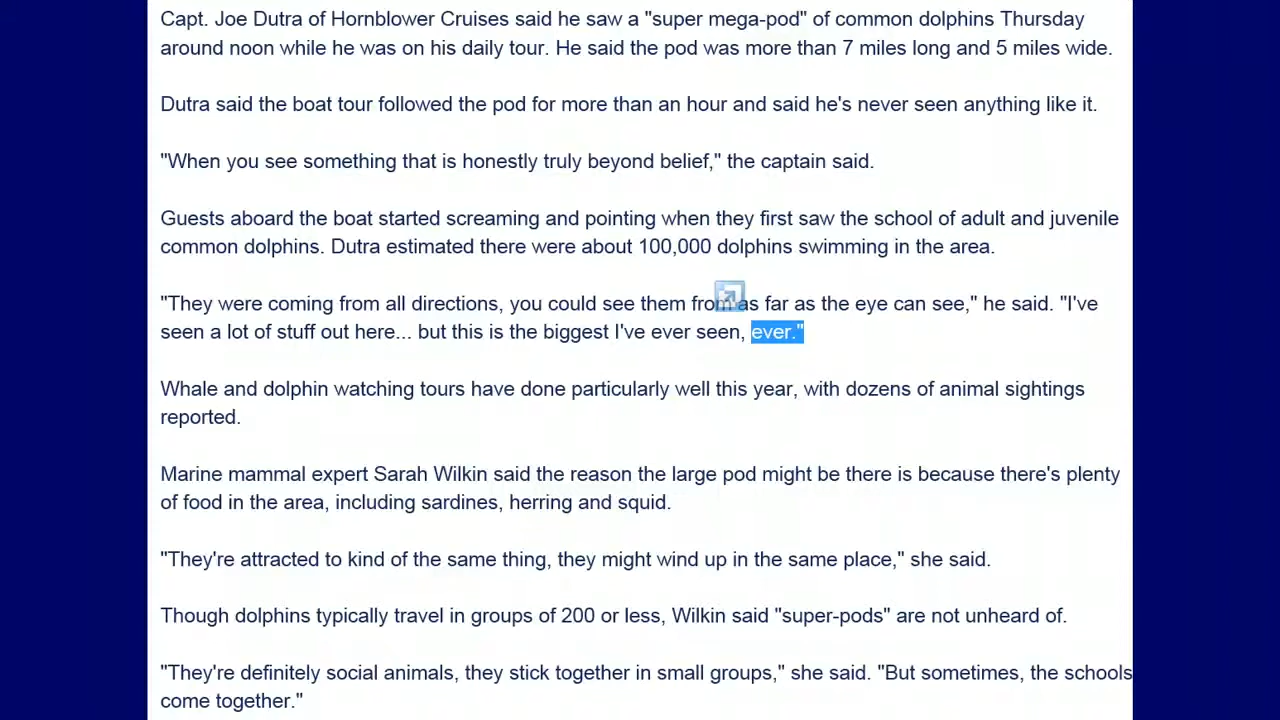 Capt. Joe Dutra of Hornblower Cruises said he saw a "super mega-pod" of common dolphins Thursday
around noon while he was on his daily tour. He said the pod was more than 7 miles long and 5 miles wide.
Dutra said the boat tour followed the pod for more than an hour and said he's never seen anything like it.
"When you see something that is honestly truly beyond belief," the captain said.
Guests aboard the boat started screaming and pointing when they first saw the school of adult and juvenile
common dolphins. Dutra estimated there were about 100,000 dolphins swimming in the area.
"They were coming from all directions, you could see them from as far as the eye can see," he said. "I've
seen a lot of stuff out here... but this is the biggest I've ever seen, ever."
Whale and dolphin watching tours have done particularly well this year, with dozens of animal sightings
reported.
Marine mammal expert Sarah Wilkin said the reason the large pod might be there is because there's plenty
of food in the area, including sardines, herring and squid.
"They're attracted to kind of the same thing, they might wind up in the same place," she said.
Though dolphins typically travel in groups of 200 or less, Wilkin said "super-pods" are not unheard of.
"They're definitely social animals, they stick together in small groups," she said. "But sometimes, the schools
come together."